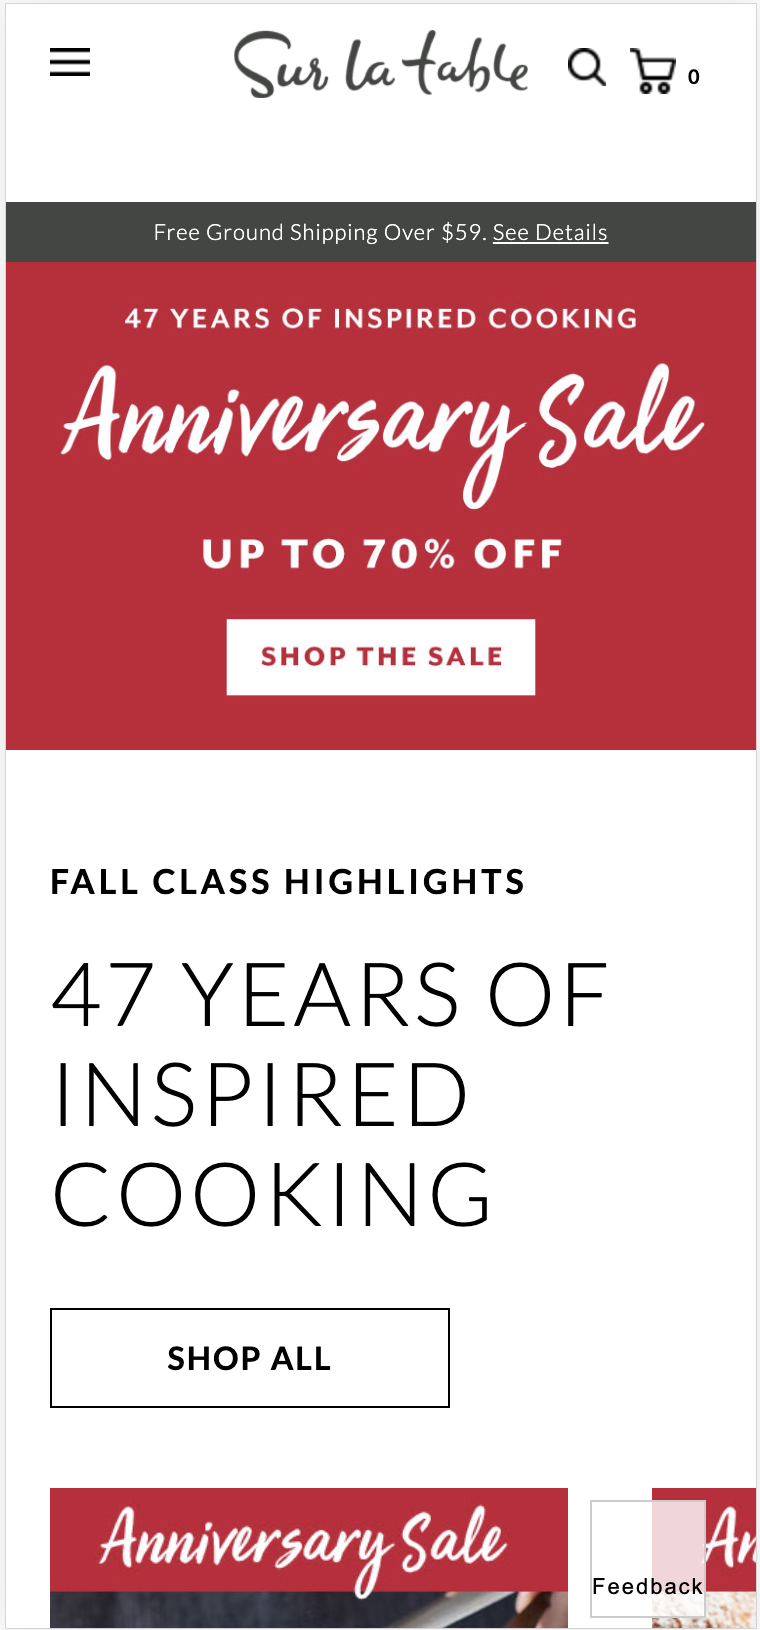 Sur la table
0
Free Ground Shipping Over $59. See Details
47 YEARS OF INSPIRED COOKING
Anniversary Sale
UP TO 70% OFF
SHOP THE SALE
FALL CLASS HIGHLIGHTS
47 YEARS OF
INSPIRED
COOKING
SHOP ALL
Anniversary Sale
An
Feedback